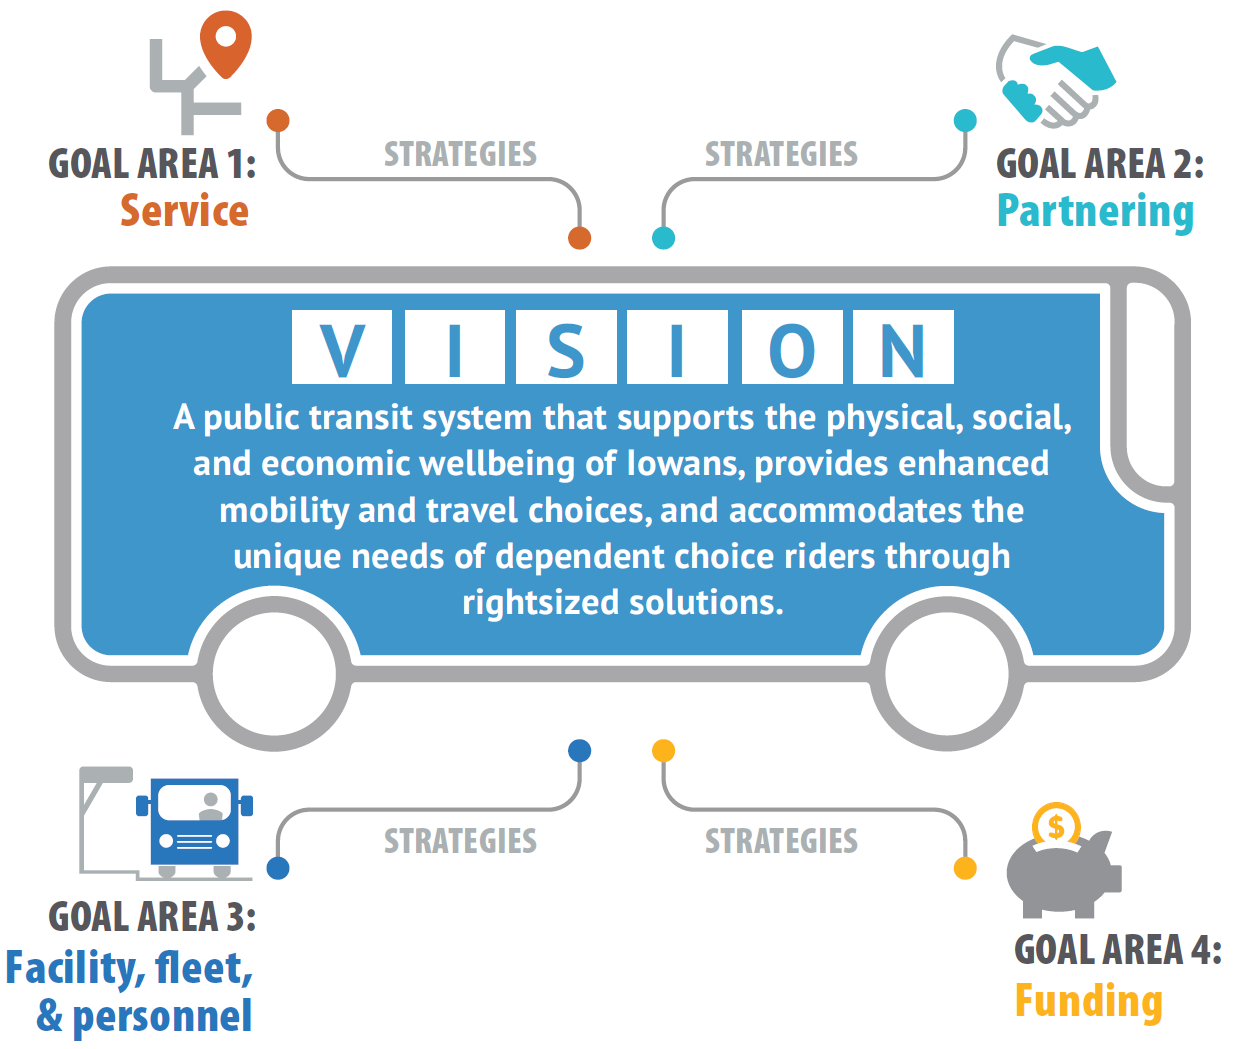 GOAL AREA 1:
Service
STRATEGIES
STRATEGIES
GOAL AREA 2:
Partnering
VISION
A public transit system that supports the physical, social,
and economic wellbeing of Iowans, provides enhanced
mobility and travel choices, and accommodates the
unique needs of dependent choice riders through
rightsized solutions.
GOAL AREA 3:
Facility, fleet,
& personnel
STRATEGIES
STRATEGIES
$
GOAL AREA 4:
Funding